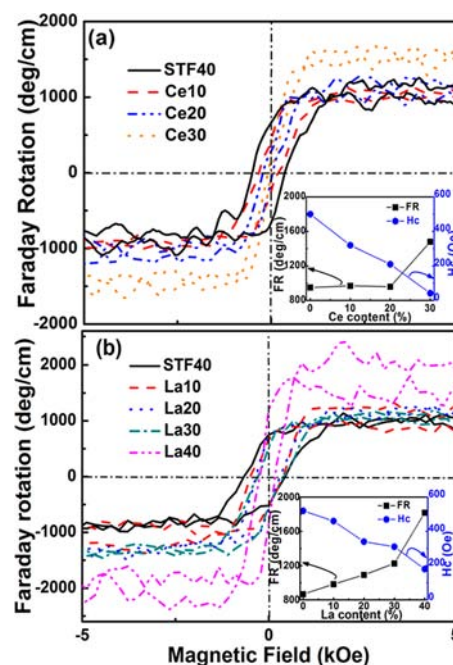 (a)
Faraday Rotation (deg/cm)
2000
1000
0
-1000
-2000
STF40
Ce10
Ce20
Ce30
FR (deg/cm)
2000
1600
1200
800
FR
Hc
600
400
200
0
Hc (Oe)
0 10 20 30
Ce content (%)
(b)
Faraday rotation (deg/cm)
2000
1000
0
-1000
-2000
STF40
La10
La20
La30
La40
FR (deg/cm)
2000
1600
1200
800
FR
Hc
600
400
200
0
Hc (Oe)
0 10 20 30 40
La content (%)
-5 0 5
Magnetic Field (kOe)